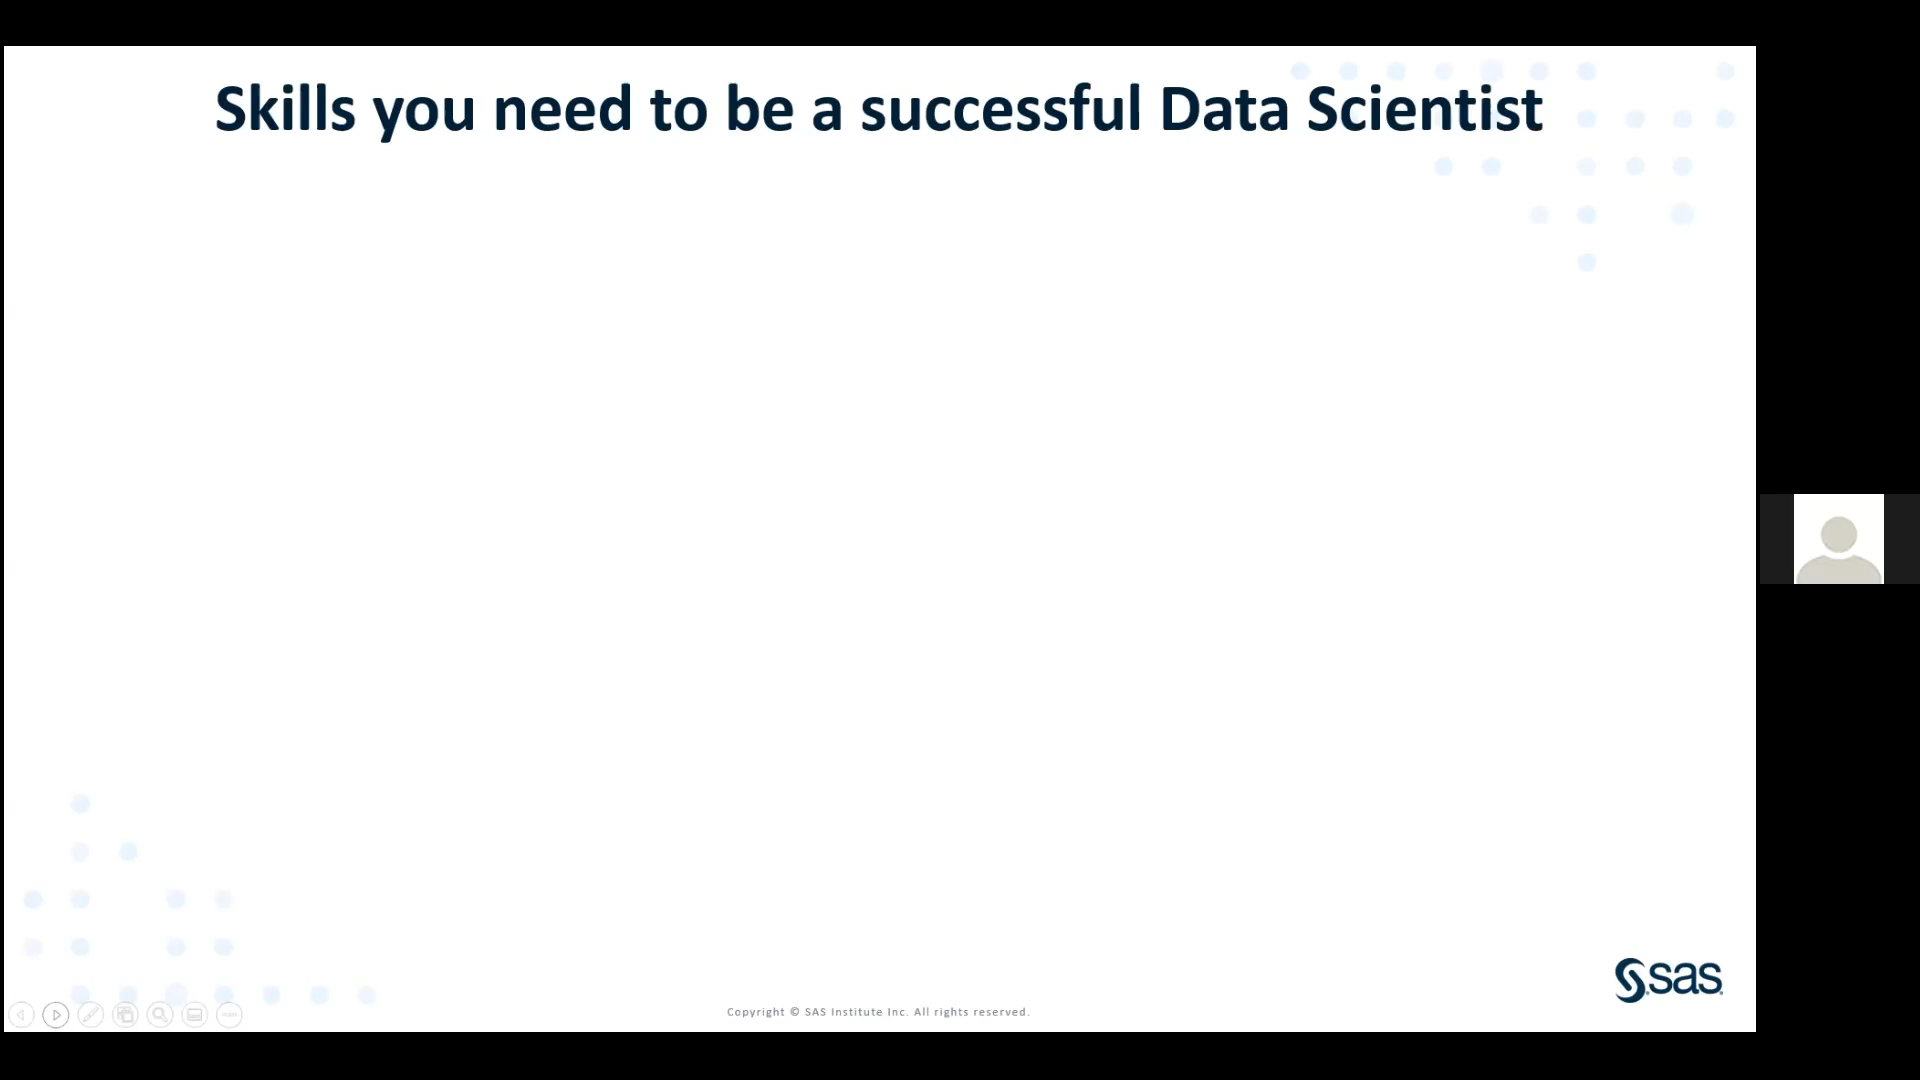 Skills you need to be a successful Data Scientist
sas
Copyright © SAS Institute Inc. All rights reserved.